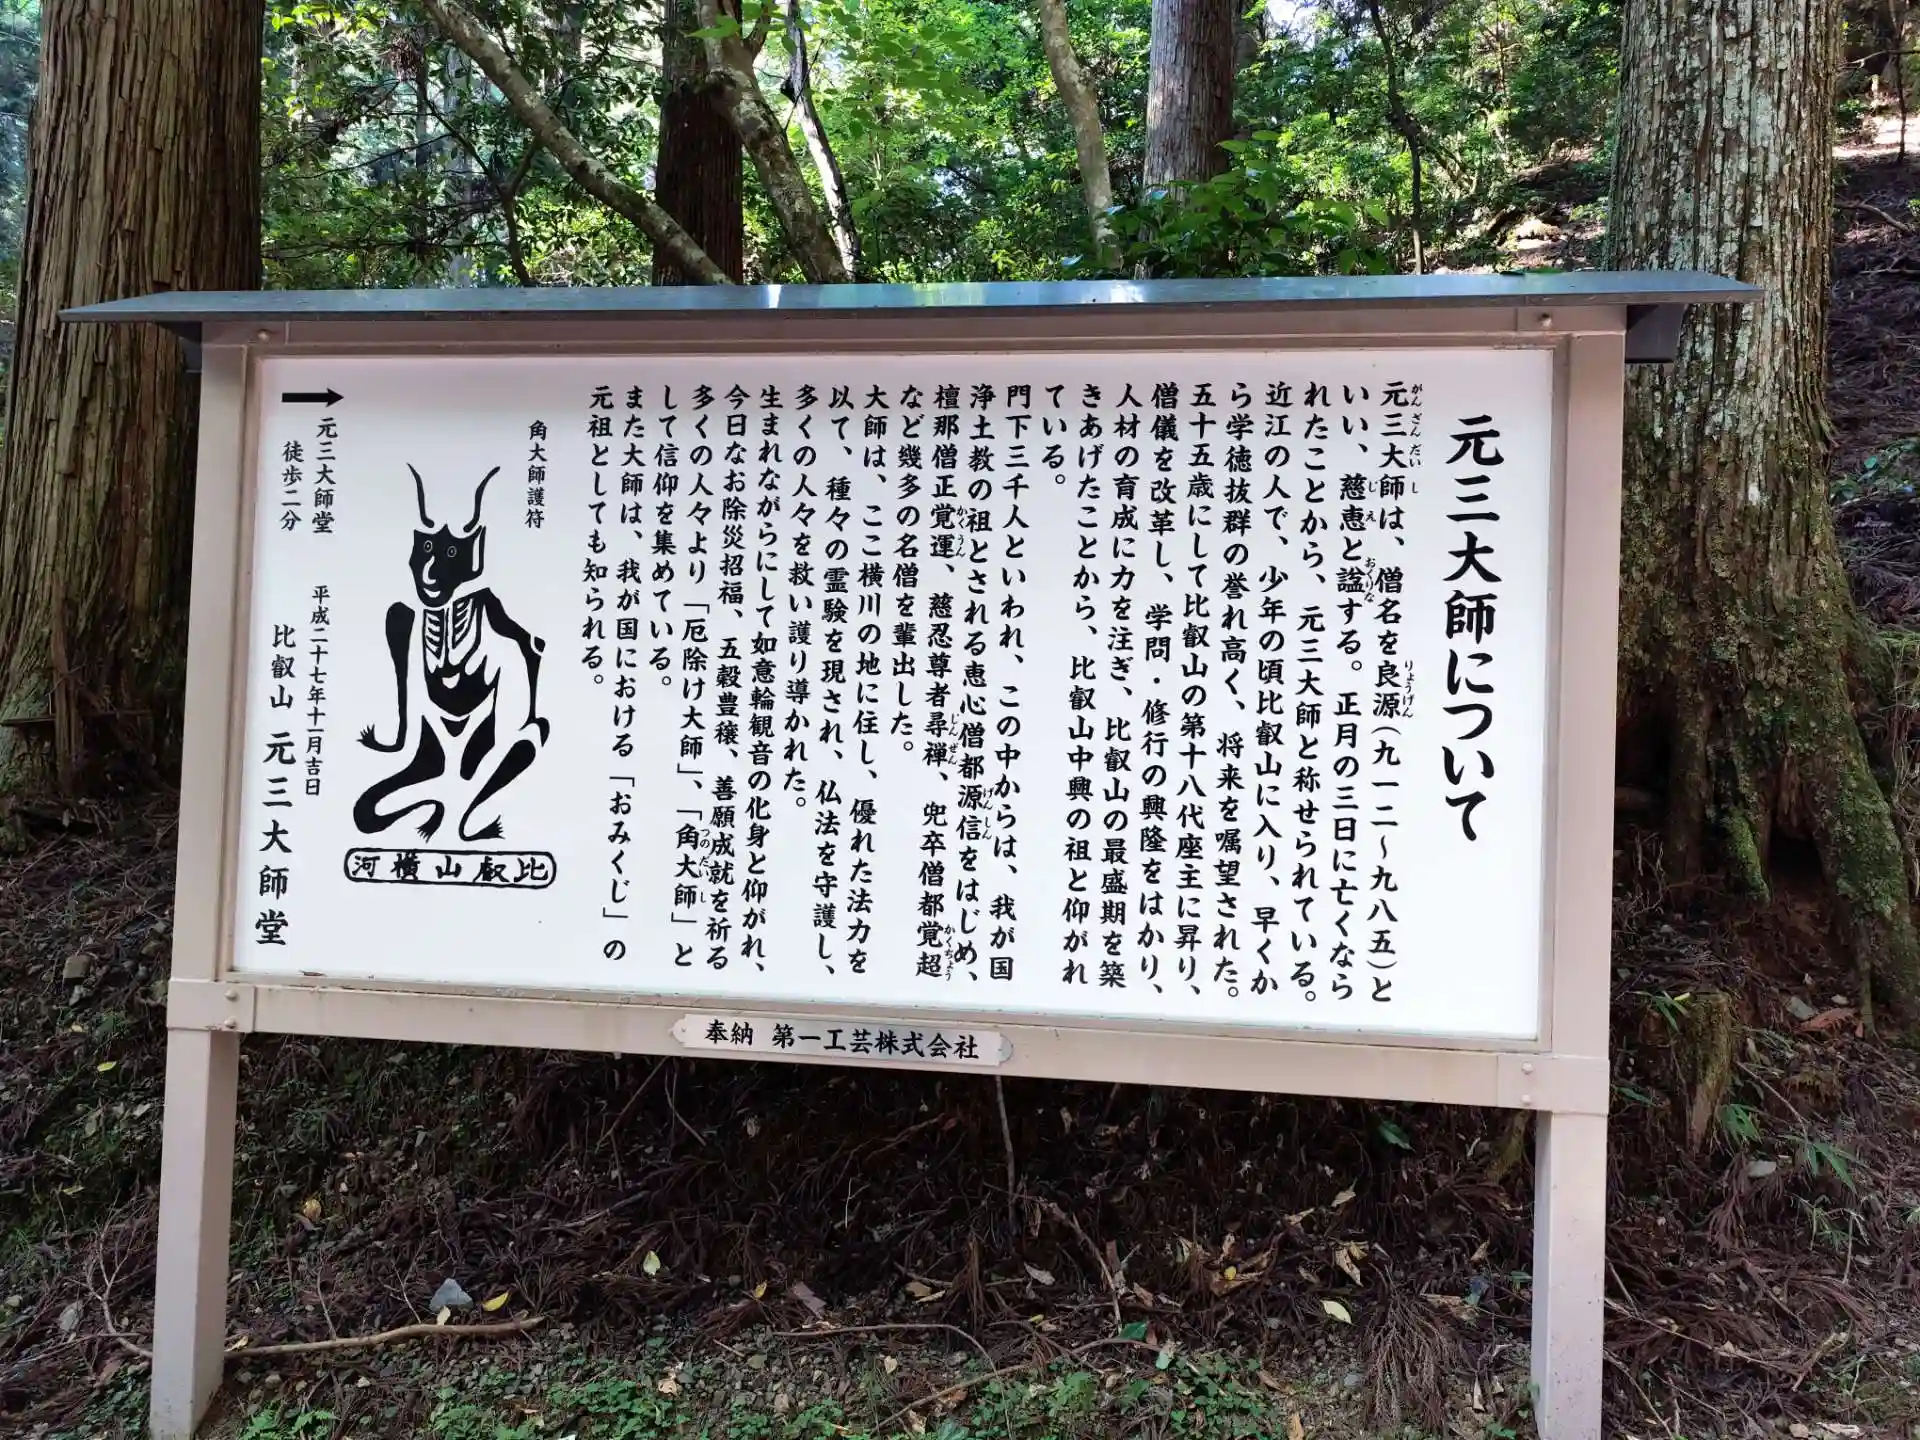 元三大師について
元三大師は、僧名を良源(九一二～九八五)と
いい、慈恵と諡する。正月の三日に亡くなら
れたことから、元三大師と称せられている。
近江の人で、少年の頃比叡山に入り、早くか
ら学徳抜群の誉れ高く、将来を嘱望された。
五十五歳にして比叡山の第十八代座主に昇り、
僧儀を改革し、学問・修行の興隆をはかり、
人材の育成に力を注ぎ、比叡山の最盛期を築
きあげたことから、比叡山中興の祖と仰がれ
ている。
門下三千人といわれ、この中からは、我が国
浄土教の祖とされる恵心僧都源信をはじめ、
檀那僧正覚運、慈忍尊者尋禅、兜卒僧都覚超
など幾多の名僧を輩出した。
大師は、ここ横川の地に住し、優れた法力を
以て、種々の霊験を現され、仏法を守護し、
多くの人々を救い護り導かれた。
生まれながらにして如意輪観音の化身と仰がれ、
今日なお除災招福、五穀豊穣、善願成就を祈る
多くの人々より「厄除け大師」、「角大師」と
して信仰を集めている。
また大師は、我が国における「おみくじ」の
元祖としても知られる。
角大師護符
比叡山横河
→元三大師堂
徒歩二分
平成二十七年十一月吉日
比叡山 元三大師堂
奉納 第一工芸株式会社